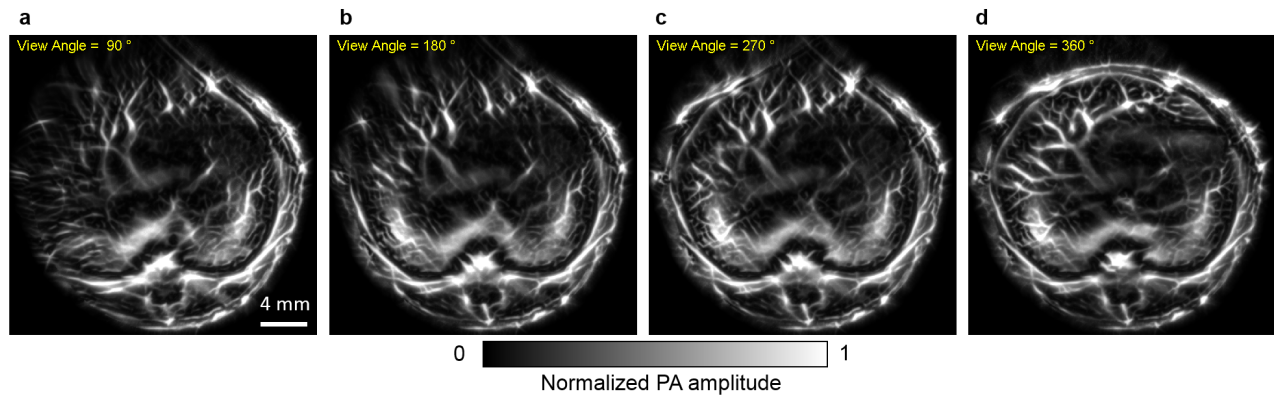 a
b
c
d
View Angle = 90 °
View Angle = 180 °
View Angle = 270 °
View Angle = 360 °
4 mm
0
1
Normalized PA amplitude